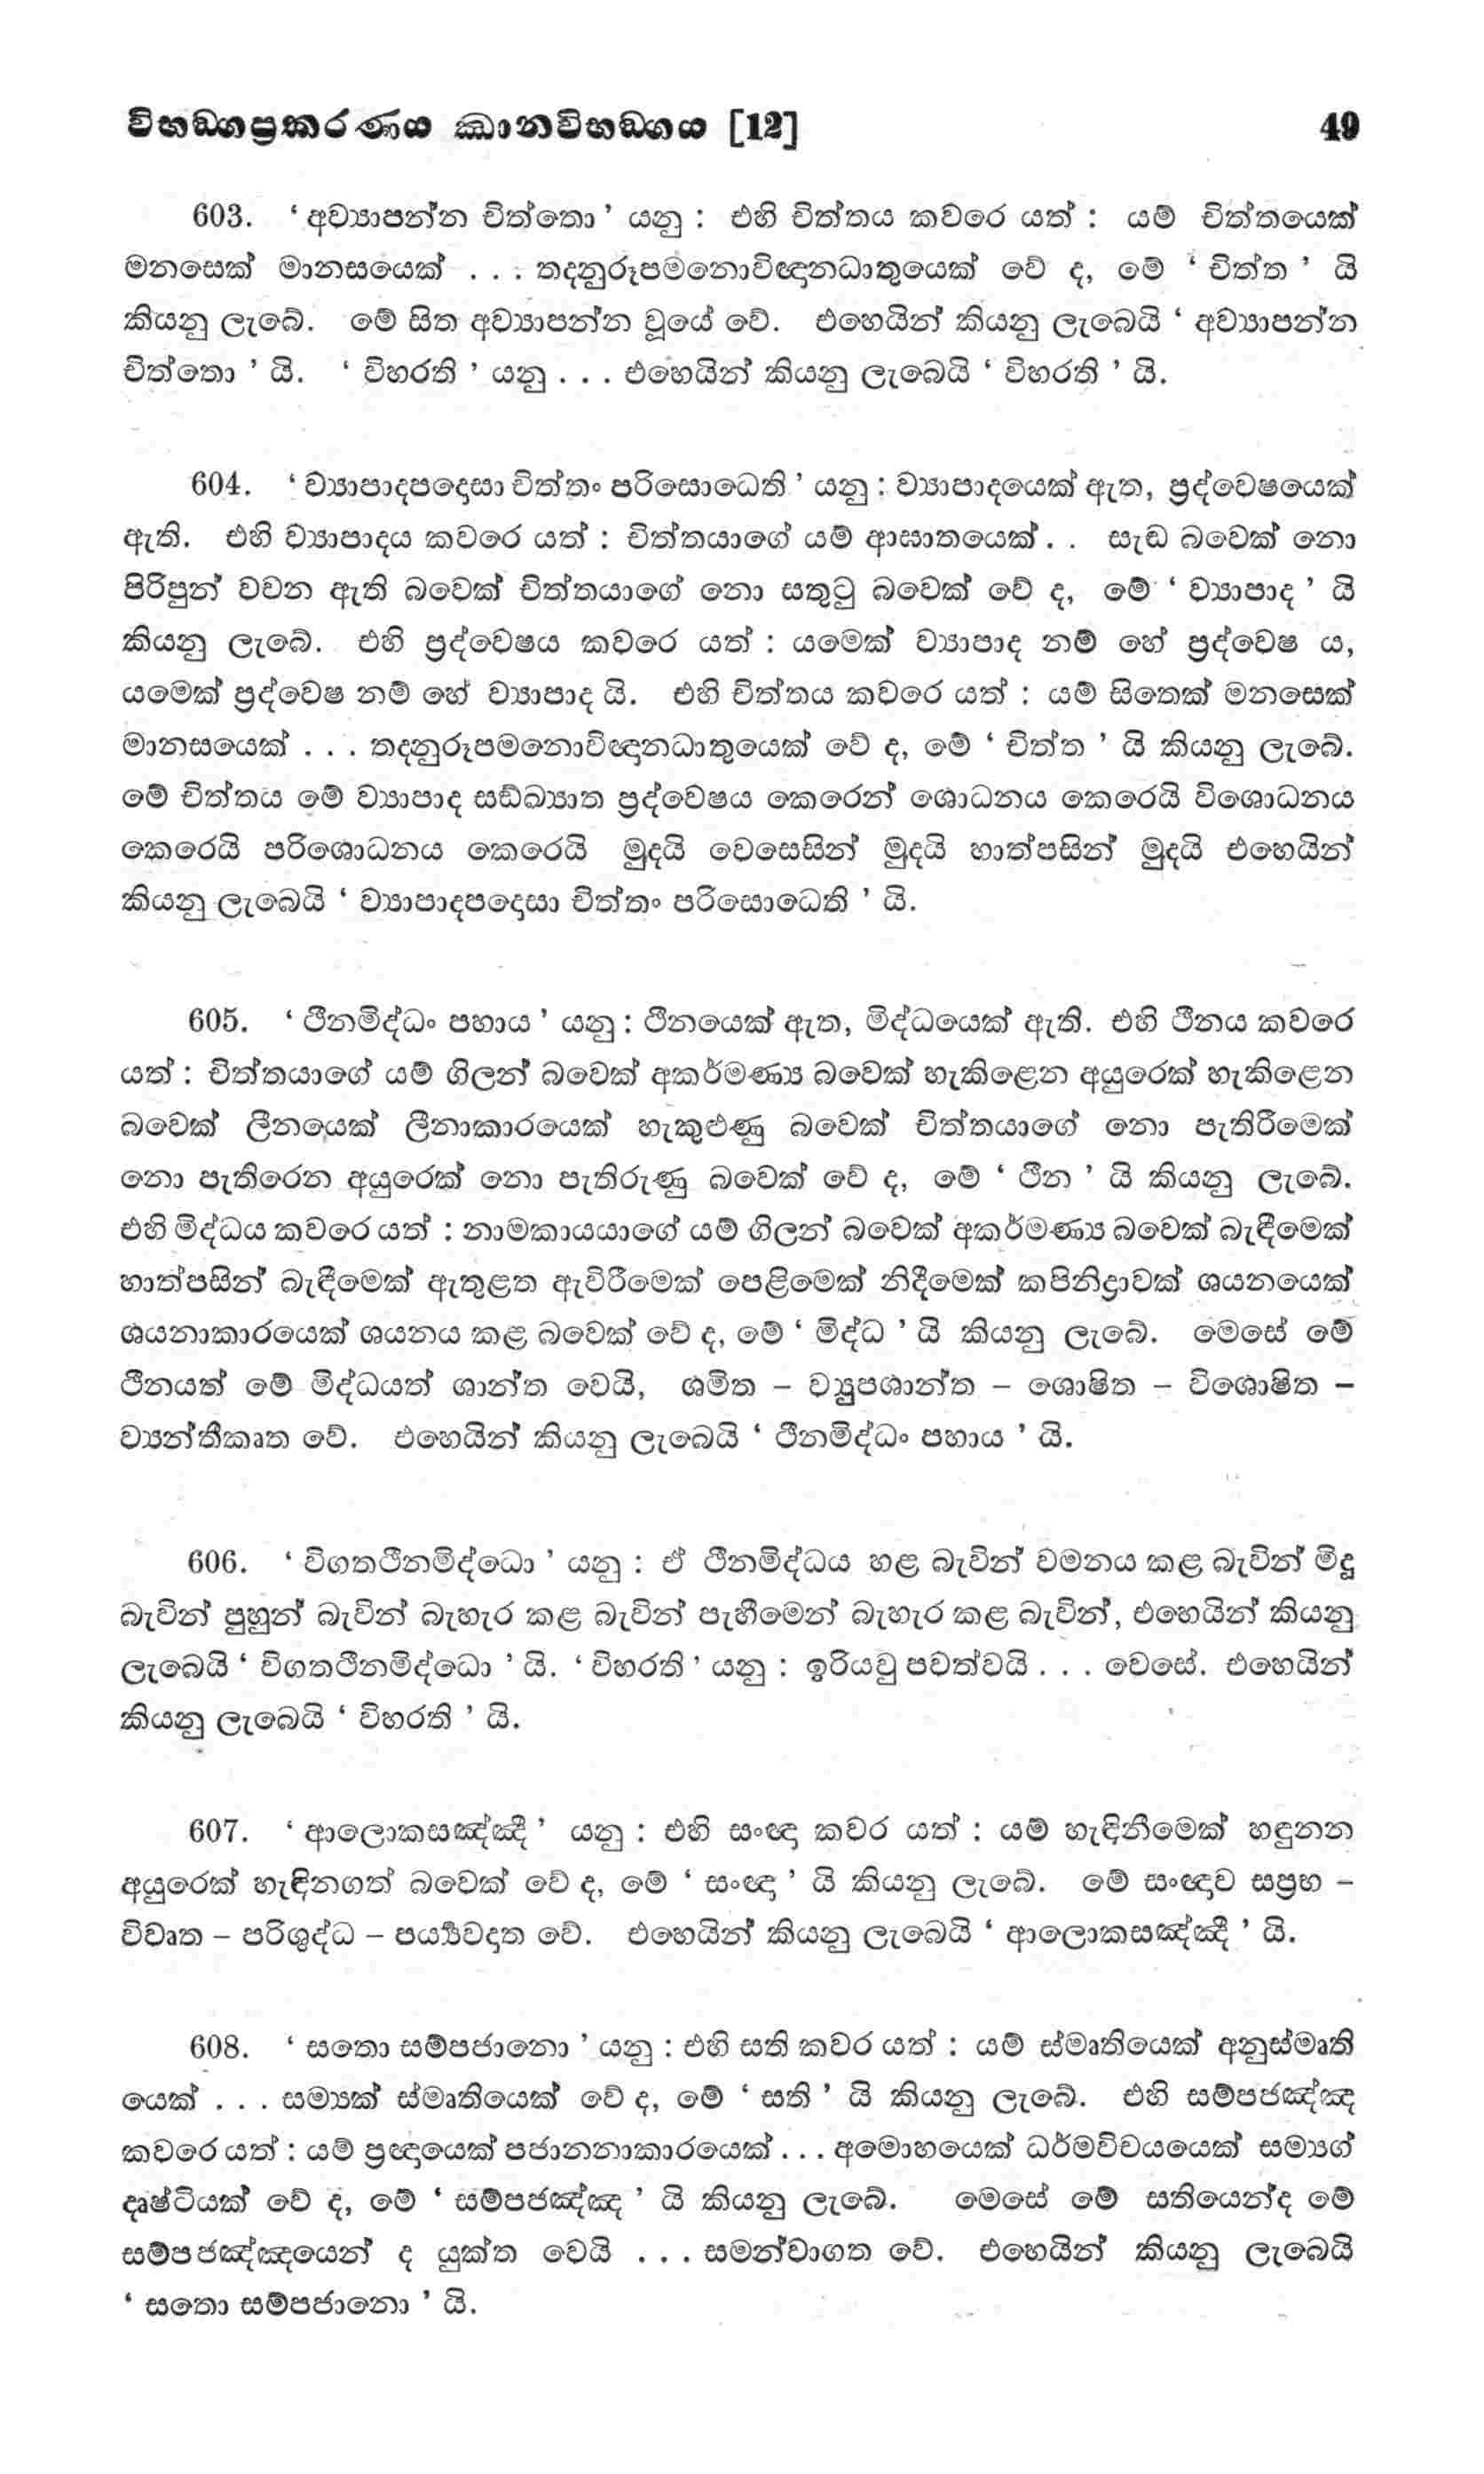 විභඞ්ගප්‍රකරණය ඣානවිභඞ්ගය [12] 49
603. ‘ අව්‍යාපන්න චිත්තො ’ යනු : එහි චිත්තය කවරෙ යත් : යම් චිත්තයෙක්
මනසෙක් මානසයෙක් . . . තදනුරූපමනොවිඥානධාතුයෙක් වේ ද, මේ ‘ චිත්ත ’ යි
කියනු ලැබේ. මේ සිත අව්‍යාපන්න වූයේ වේ. එහෙයින් කියනු ලැබෙයි ‘ අව්‍යාපන්න
චිත්තො ’ යි. ‘ විහරති ’ යනු . . . එහෙයින් කියනු ලැබෙයි ‘ විහරති ’ යි.
604. ‘ ව්‍යාපාදපදොසා චිත්තං පරිසොධෙති ’ යනු : ව්‍යාපාදයෙක් ඇත, ප්‍රද්වෙෂයෙක්
ඇති. එහි ව්‍යාපාදය කවරෙ යත් : චිත්තයාගේ යම් ආඝාතයෙක් . . සැඬ බවෙක් නො
පිරිපුන් වචන ඇති බවෙක් චිත්තයාගේ නො සතුටු බවෙක් වේ ද, මේ ‘ ව්‍යාපාද ’ යි
කියනු ලැබේ. එහි ප්‍රද්වෙෂය කවරෙ යත් : යමෙක් ව්‍යාපාද නම් හේ ප්‍රද්වෙෂ ය,
යමෙක් ප්‍රද්වෙෂ නම් හේ ව්‍යාපාද යි. එහි චිත්තය කවරෙ යත් : යම් සිතෙක් මනසෙක්
මානසයෙක් . . . තදනුරූපමනොවිඥානධාතුයෙක් වේ ද, මේ ‘ චිත්ත ’ යි කියනු ලැබේ.
මේ චිත්තය මේ ව්‍යාපාද සඞ්ඛ්‍යාත ප්‍රද්වෙෂය කෙරෙන් ශොධනය කෙරෙයි විශොධනය
කෙරෙයි පරිශොධනය කෙරෙයි මුදයි වෙසෙසින් මුදයි හාත්පසින් මුදයි එහෙයින්
කියනු ලැබෙයි ‘ ව්‍යාපාදපදොසා චිත්තං පරිසොධෙති ’ යි.
605. ‘ ථීනමිද්ධං පහාය ’ යනු : ථීනයෙක් ඇත, මිද්ධයෙක් ඇති. එහි ථීනය කවරෙ
යත් : චිත්තයාගේ යම් ගිලන් බවෙක් අකර්මණ්‍ය බවෙක් හැකිළෙන අයුරෙක් හැකිළෙන
බවෙක් ලීනයෙක් ලීනාකාරයෙක් හැකුළුණු බවෙක් චිත්තයාගේ නො පැතිරීමෙක්
නො පැතිරෙන අයුරෙක් නො පැතිරුණු බවෙක් වේ ද, මේ ‘ ථීන ’ යි කියනු ලැබේ.
එහි මිද්ධය කවරෙ යත් : නාමකායයාගේ යම් ගිලන් බවෙක් අකර්මණ්‍ය බවෙක් බැඳීමෙක්
හාත්පසින් බැඳීමෙක් ඇතුළත ඇවිරීමෙක් පෙළිමෙක් නිදීමෙක් කපිනිද්‍රාවක් ශයනයෙක්
ශයනාකාරයෙක් ශයනය කළ බවෙක් වේ ද, මේ ‘ මිද්ධ ’ යි කියනු ලැබේ. මෙසේ මේ
ථීනයත් මේ මිද්ධයත් ශාන්ත වෙයි, ශමිත – ව්‍යුපශාන්ත – ශොෂිත – විශොෂිත –
ව්‍යන්තීකෘත වේ. එහෙයින් කියනු ලැබෙයි ‘ ථීනමිද්ධං පහාය ’ යි.
606. ‘ විගතථීනමිද්ධො ’ යනු : ඒ ථීනමිද්ධය හළ බැවින් වමනය කළ බැවින් මිදූ
බැවින් පුහුන් බැවින් බැහැර කළ බැවින් පැහීමෙන් බැහැර කළ බැවින්, එහෙයින් කියනු
ලැබෙයි ‘ විගතථීනමිද්ධො ’ යි. ‘ විහරති ’ යනු : ඉරියවු පවත්වයි . . . වෙසේ. එහෙයින්
කියනු ලැබෙයි ‘ විහරති ’ යි.
607. ‘ ආලොකසඤ්ඤී ’ යනු : එහි සංඥා කවර යත් : යම් හැඳිනීමෙක් හඳුනන
අයුරෙක් හැඳිනගත් බවෙක් වේ ද, මේ ‘ සංඥා ’ යි කියනු ලැබේ. මේ සංඥාව සප්‍රභ –
විවෘත – පරිශුද්ධ – පර්‍ය්‍යවදාත වේ. එහෙයින් කියනු ලැබෙයි ‘ ආලොකසඤ්ඤී ’ යි.
608. ‘ සතො සම්පජානො ’ යනු : එහි සති කවර යත් : යම් ස්මෘතියෙක් අනුස්මෘති
යෙක් . . . සම්‍යක් ස්මෘතියෙක් වේ ද, මේ ‘ සති ’ යි කියනු ලැබේ. එහි සම්පජඤ්ඤ
කවරෙ යත් : යම් ප්‍රඥායෙක් පජානනාකාරයෙක් . . . අමොහයෙක් ධර්මවිචයයෙක් සම්‍යග්
දෘෂ්ටියක් වේ ද, මේ ‘ සම්පජඤ්ඤ ’ යි කියනු ලැබේ. මෙසේ මේ සතියෙන්ද මේ
සම්පජඤ්ඤයෙන් ද යුක්ත වෙයි . . . සමන්වාගත වේ. එහෙයින් කියනු ලැබෙයි
‘ සතො සම්පජානො ’ යි.